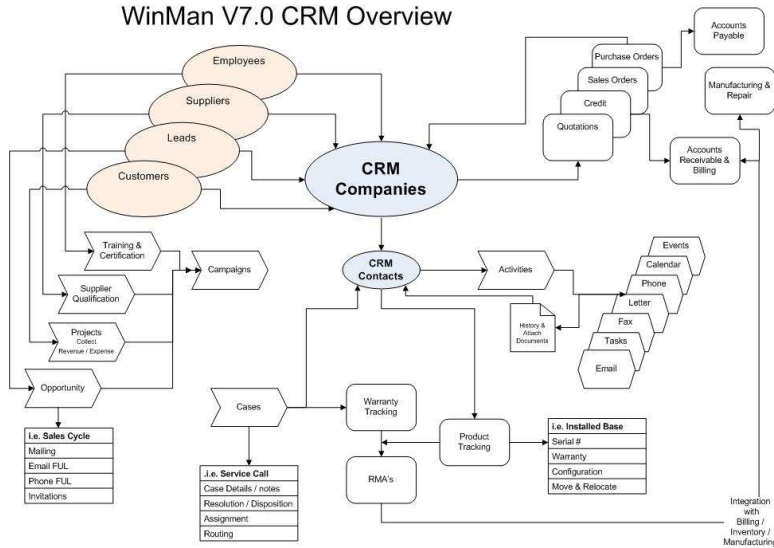 WinMan V7.0 CRM Overview
Employees
Suppliers
Leads
Customers
CRM
Companies
Purchase Orders
Sales Orders
Credit
Quotations
Accounts
Payable
Manufacturing &
Repair
Accounts
Receivable &
Billing
Training &
Certification
Supplier
Qualification
Projects
Collect
Revenue / Expense
Opportunity
Campaigns
CRM
Contacts
Activities
History &
Attach
Documents
Events
Calendar
Phone
Letter
Fax
Tasks
Email
Cases
Warranty
Tracking
Product
Tracking
RMA's
i.e. Sales Cycle
Mailing
Email FUL
Phone FUL
Invitations
.i.e. Service Call
Case Details / notes
Resolution / Disposition
Assignment
Routing
i.e. Installed Base
Serial #
Warranty
Configuration
Move & Relocate
Integration
with
Billing /
Inventory /
Manufacturing